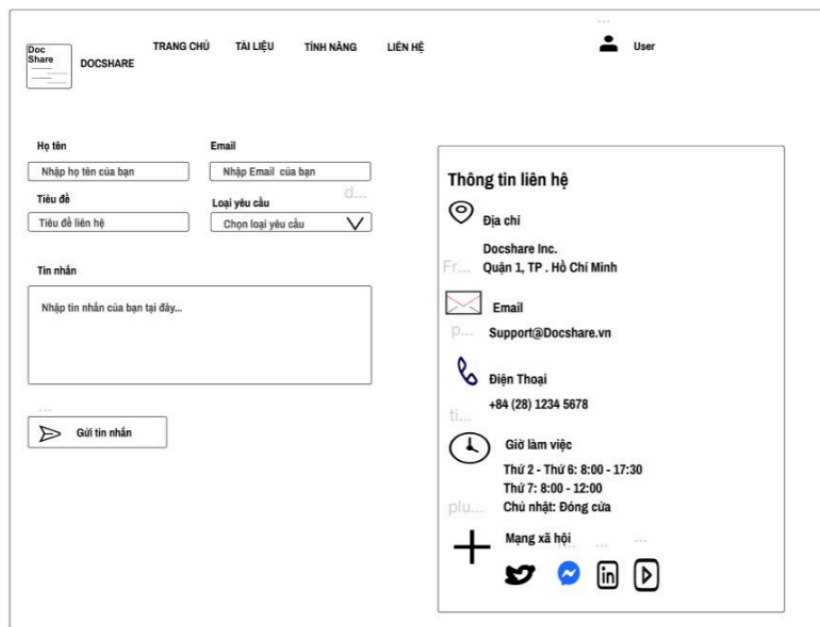 Doc
Share
DOCSHARE
TRANG CHỦ
TÀI LIỆU
TÍNH NĂNG
LIÊN HỆ
...
User
Họ tên
Email
Nhập họ tên của bạn
Nhập Email của bạn
Tiêu đề
Loại yêu cầu
d...
Tiêu đề liên hệ
Chọn loại yêu cầu
Tin nhắn
Nhập tin nhắn của bạn tại đây...
...
Gửi tin nhắn
Thông tin liên hệ
Địa chỉ
Docshare Inc.
Fr...
Quận 1, TP . Hồ Chí Minh
Email
p...
Support@Docshare.vn
Điện Thoại
+84 (28) 1234 5678
ti...
Giờ làm việc
Thứ 2 - Thứ 6: 8:00 - 17:30
Thứ 7: 8:00 - 12:00
plu...
Chủ nhật: Đóng cửa
Mạng xã hội
... ...
in